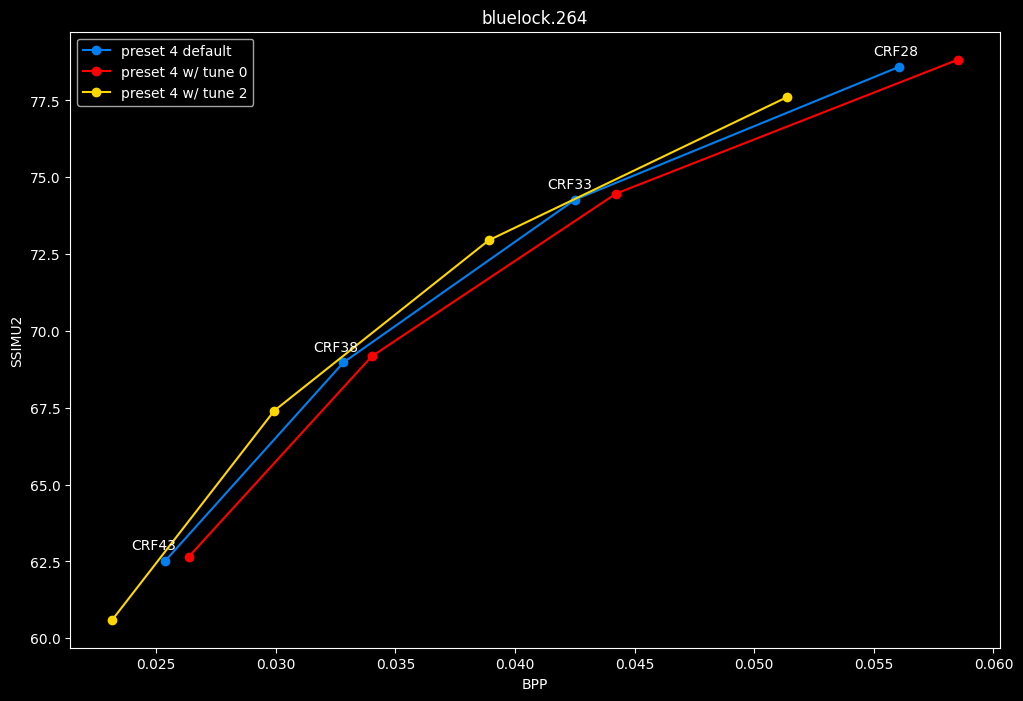 bluelock.264
preset 4 default
preset 4 w/ tune 0
preset 4 w/ tune 2
CRF28
CRF33
CRF38
CRF43
SSIMU2
77.5
75.0
72.5
70.0
67.5
65.0
62.5
60.0
0.025 0.030 0.035 0.040 0.045 0.050 0.055 0.060
BPP